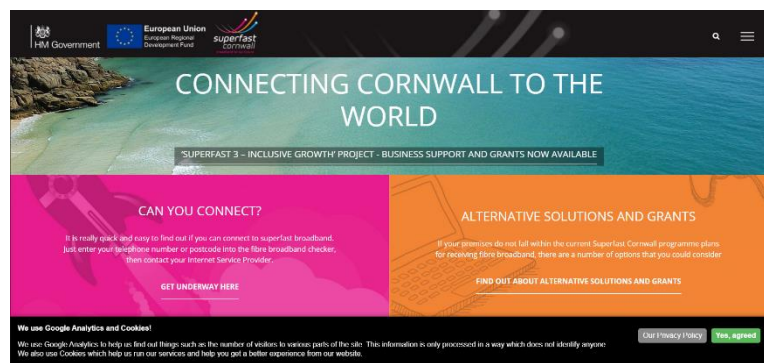 HM Government
European Union
European Regional
Development Fund
superfast
cornwall
CONNECTING CORNWALL TO THE
WORLD
'SUPERFAST 3 – INCLUSIVE GROWTH' PROJECT - BUSINESS SUPPORT AND GRANTS NOW AVAILABLE
CAN YOU CONNECT?
It is really quick and easy to find out if you can connect to superfast broadband.
Just enter your telephone number or postcode into the fibre broadband checker,
then contact your Internet Service Provider.
GET UNDERWAY HERE
ALTERNATIVE SOLUTIONS AND GRANTS
If your premises do not fall within the current Superfast Cornwall programme plans
for receiving fibre broadband, there are a number of options that you could consider
FIND OUT ABOUT ALTERNATIVE SOLUTIONS AND GRANTS
We use Google Analytics and Cookies!
We use Google Analytics to help us find out things such as the number of visitors to various parts of the site. This information is only processed in a way which does not identify anyone
We also use Cookies which help us run our services and help you get a better experience from our website.
Our Privacy Policy
Yes, agreed